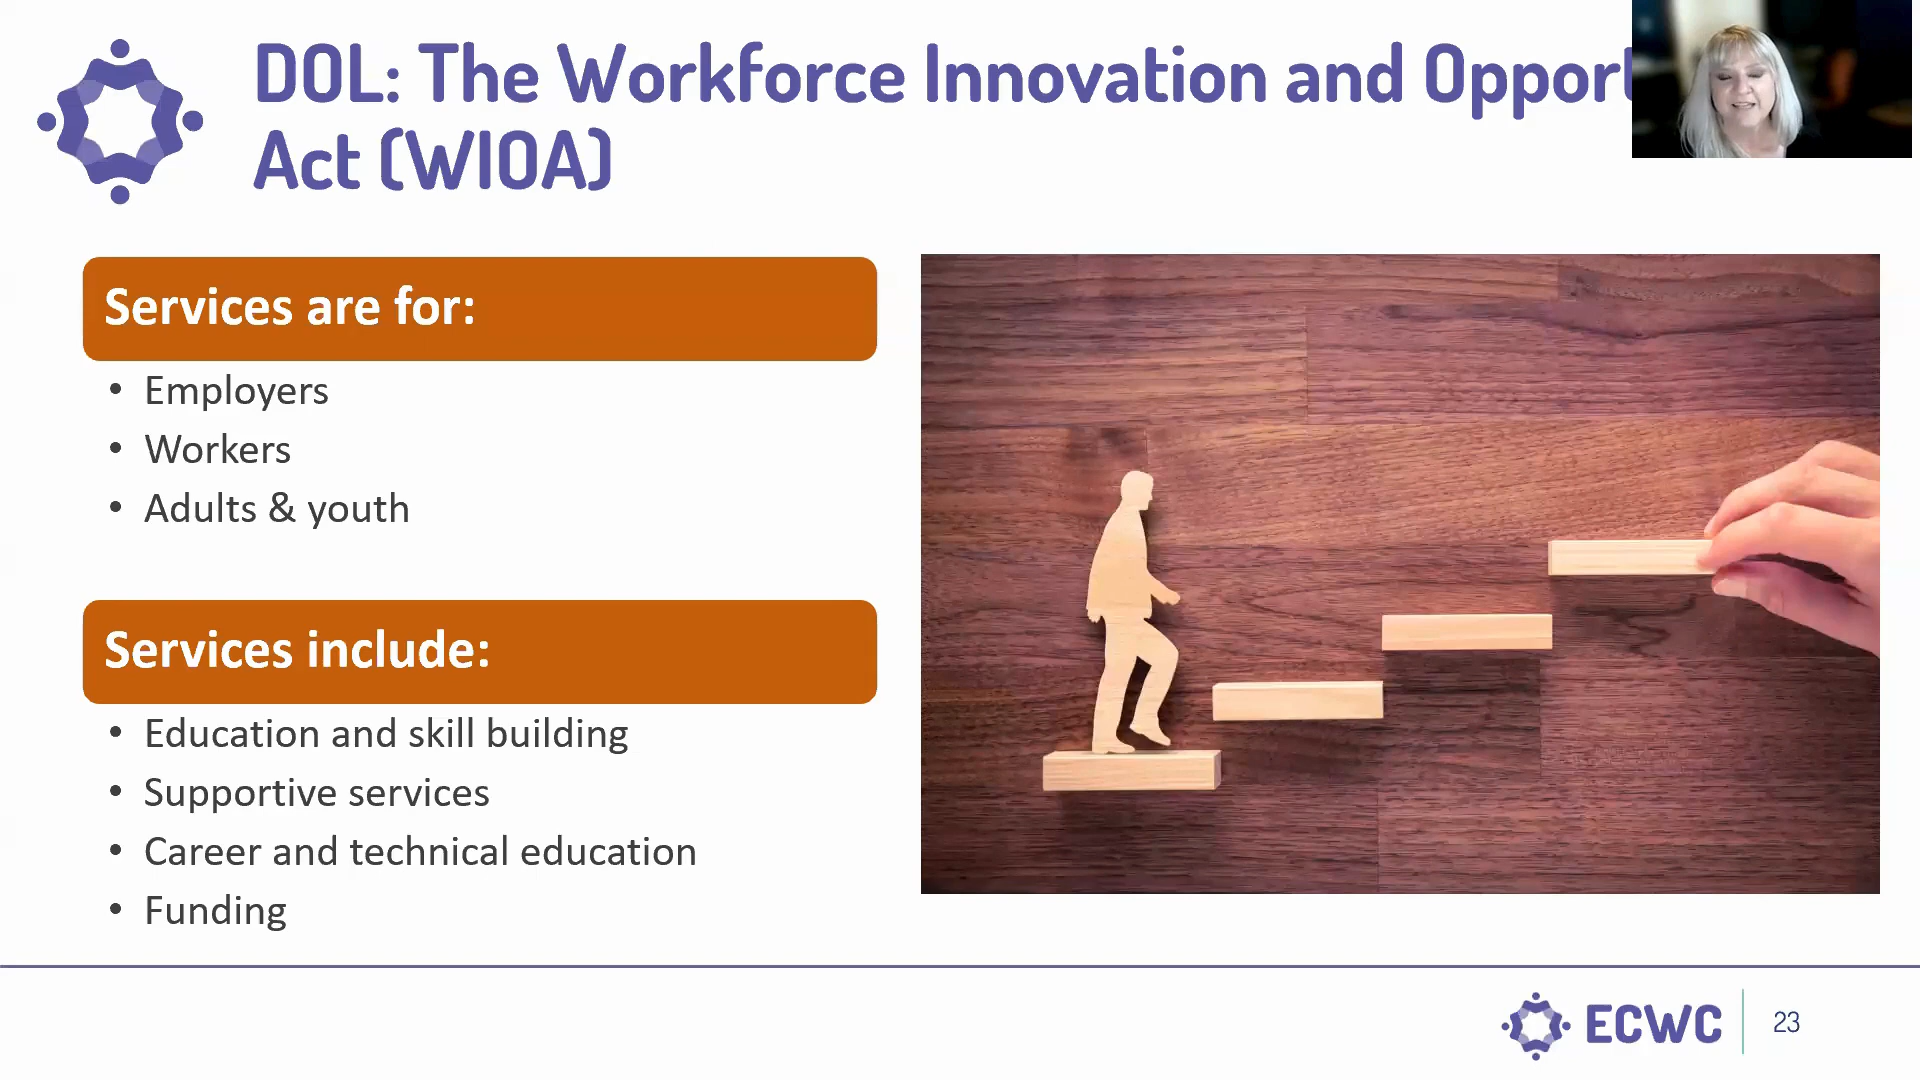 DOL: The Workforce Innovation and
Act (WIOA)
Services are for:
• Employers
• Workers
• Adults & youth
Services include:
• Education and skill building
• Supportive services
• Career and technical education
• Funding
ECWC
23